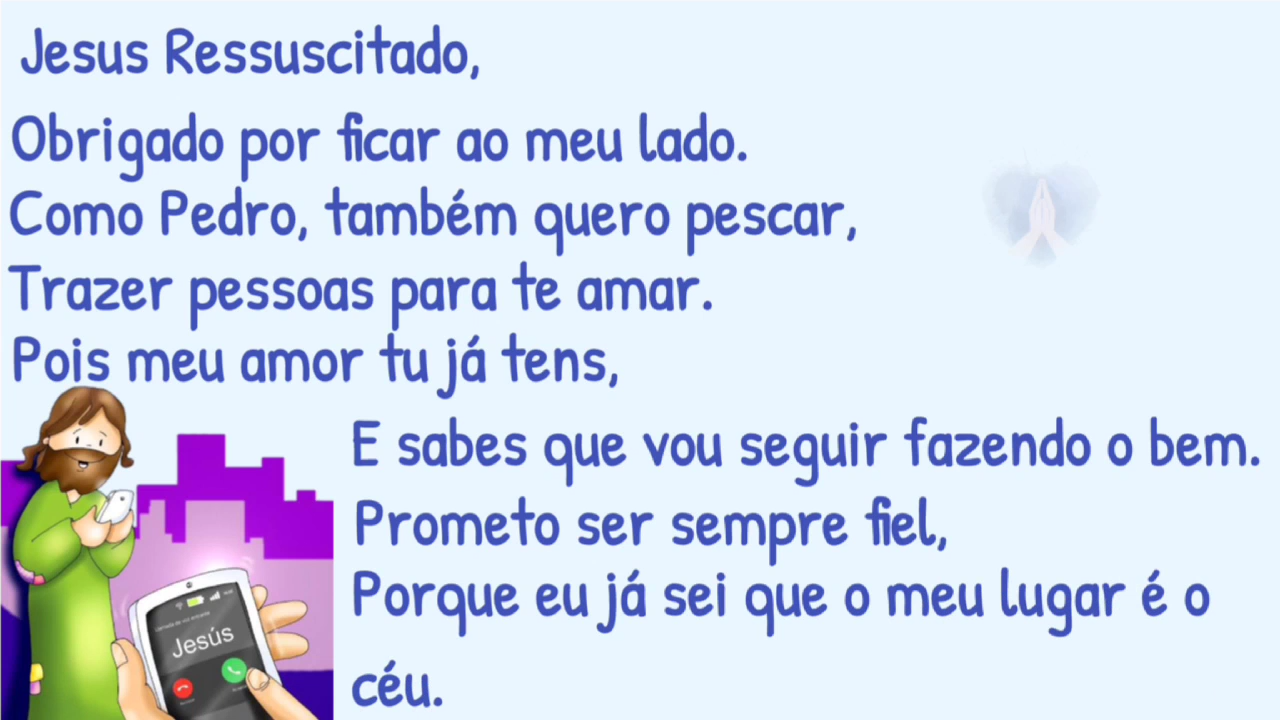 Jesus Ressuscitado,
Obrigado por ficar ao meu lado.
Como Pedro, também quero pescar,
Trazer pessoas para te amar.
Pois meu amor tu já tens,
E sabes que vou seguir fazendo o bem.
Prometo ser sempre fiel,
Porque eu já sei que o meu lugar é o
céu.
Jesús